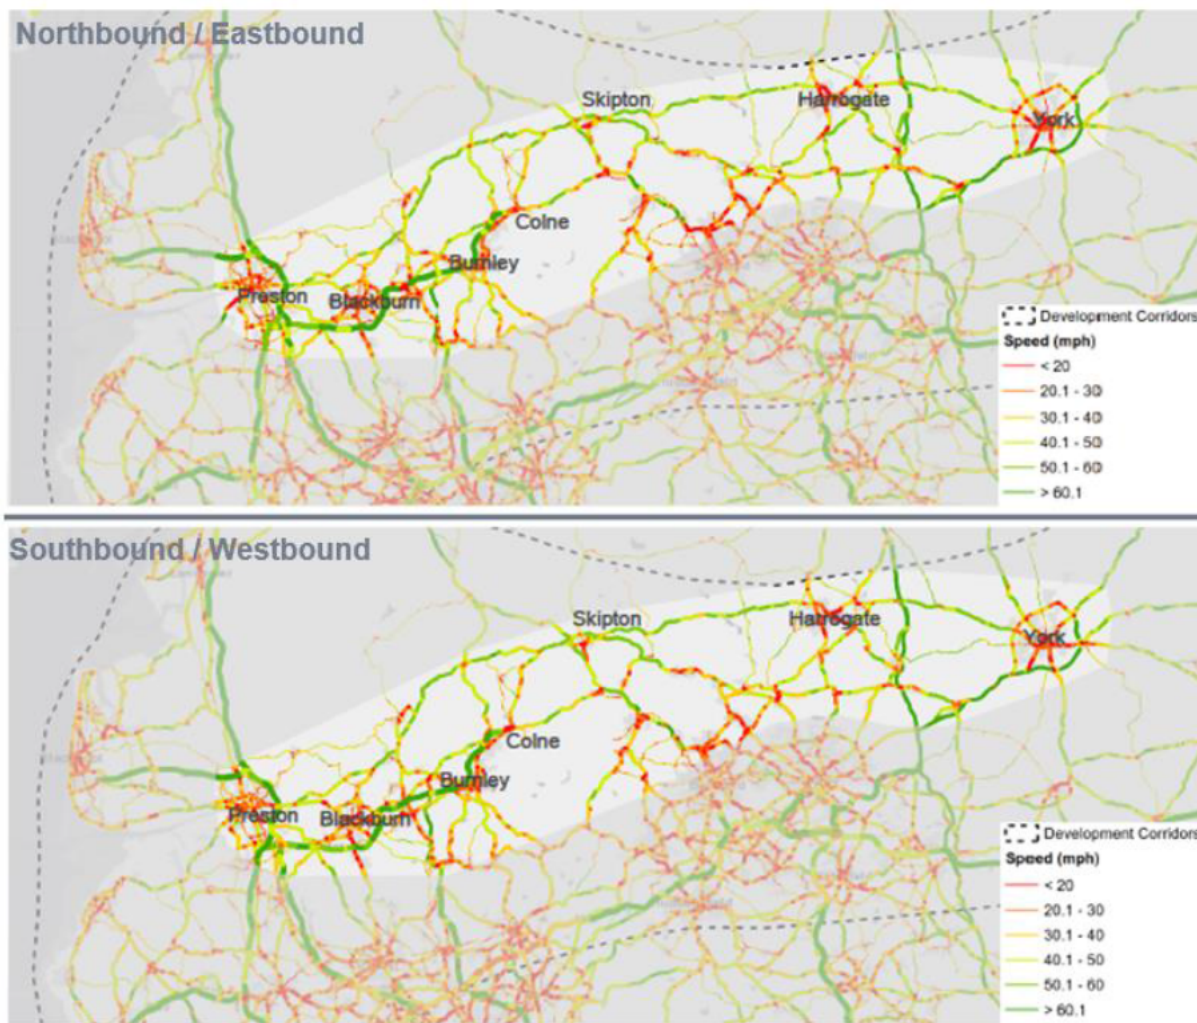 Northbound / Eastbound
Skipton
Harrogate
York
Colne
Burnley
Preston
Blackburn
Development Corridors
Speed (mph)
< 20
20.1 - 30
30.1 - 40
40.1 - 50
50.1 - 60
> 60.1
Southbound / Westbound
Skipton
Harrogate
York
Colne
Burnley
Preston
Blackburn
Development Corridors
Speed (mph)
< 20
20.1 - 30
30.1 - 40
40.1 - 50
50.1 - 60
> 60.1